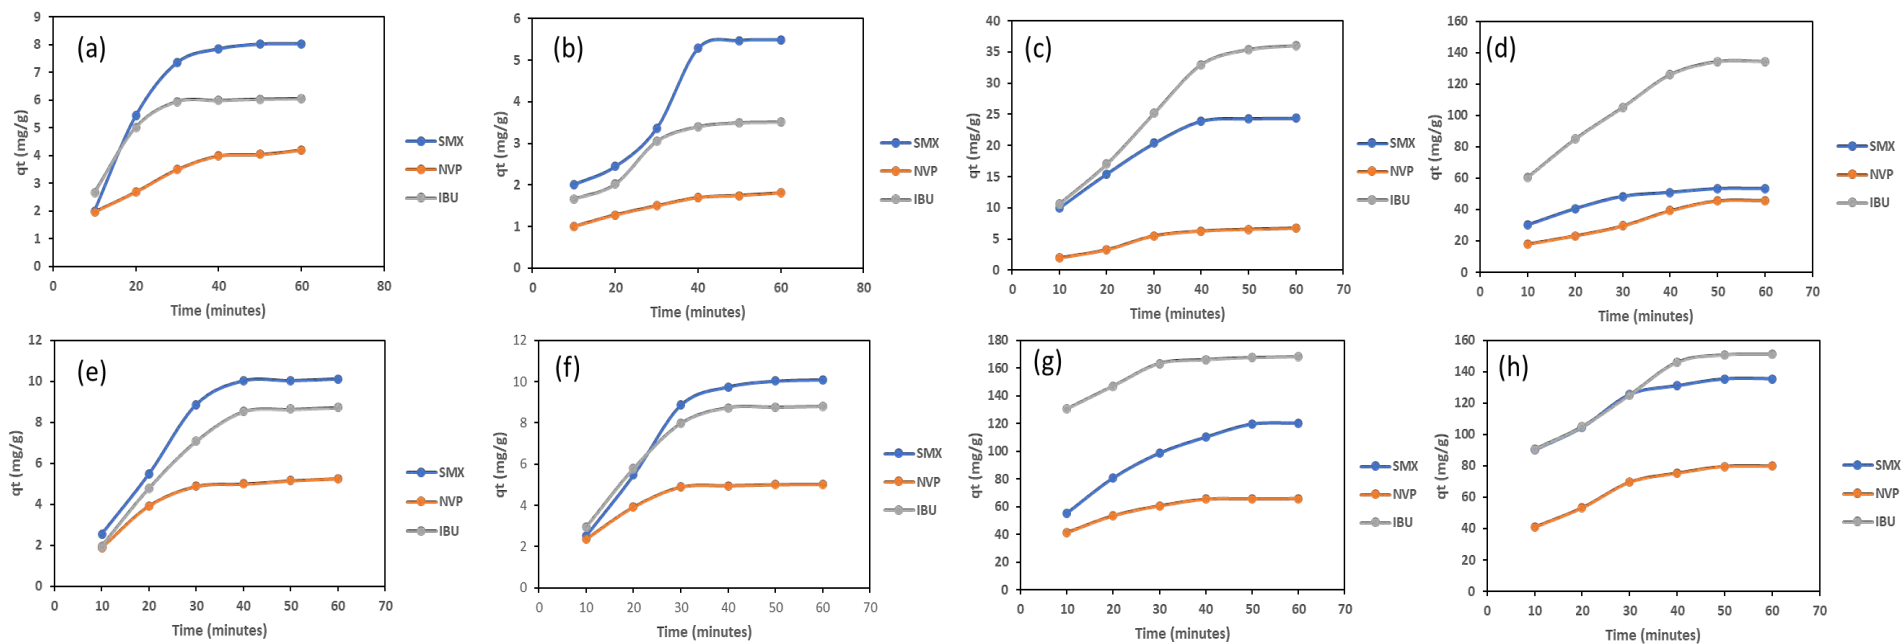 (a)
qt (mg/g)
9
8
7
6
5
4
3
2
1
0
0 20 40 60 80
Time (minutes)
SMX
NVP
IBU
(b)
qt (mg/g)
6
5
4
3
2
1
0
0 20 40 60 80
Time (minutes)
SMX
NVP
IBU
(c)
qt (mg/g)
40
35
30
25
20
15
10
5
0
0 10 20 30 40 50 60 70
Time (minutes)
SMX
NVP
IBU
(d)
qt (mg/g)
160
140
120
100
80
60
40
20
0
0 10 20 30 40 50 60 70
Time (minutes)
SMX
NVP
IBU
(e)
qt (mg/g)
12
10
8
6
4
2
0
0 10 20 30 40 50 60 70
Time (minutes)
SMX
NVP
IBU
(f)
qt (mg/g)
12
10
8
6
4
2
0
0 10 20 30 40 50 60 70
Time (minutes)
SMX
NVP
IBU
(g)
qt (mg/g)
180
160
140
120
100
80
60
40
20
0
0 10 20 30 40 50 60 70
Time (minutes)
SMX
NVP
IBU
(h)
qt (mg/g)
160
140
120
100
80
60
40
20
0
0 10 20 30 40 50 60 70
Time (minutes)
SMX
NVP
IBU